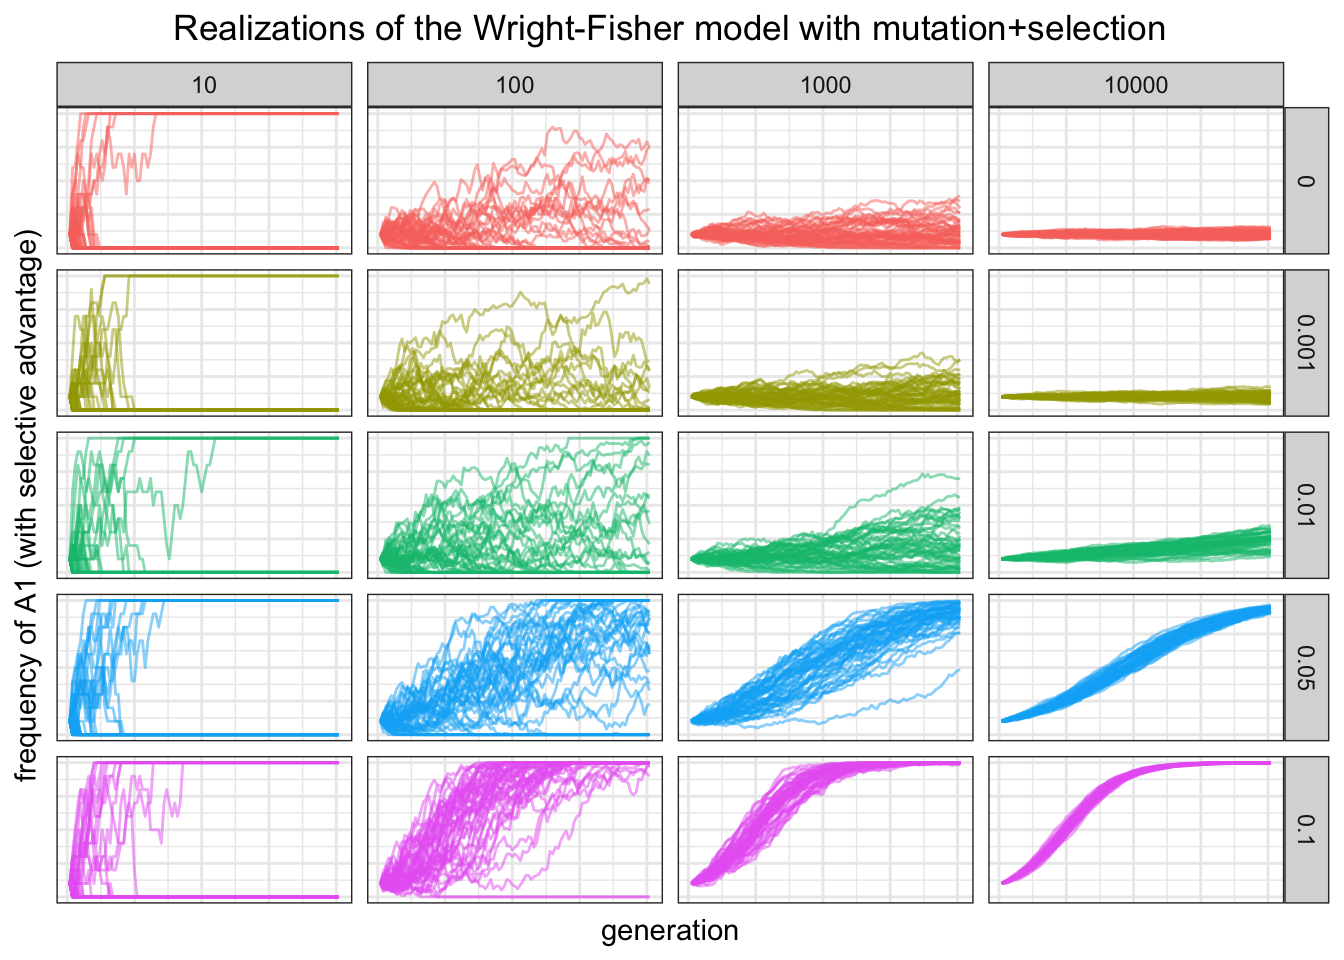 Realizations of the Wright-Fisher model with mutation+selection
10 100 1000 10000
frequency of A1 (with selective advantage)
0
0.001
0.01
0.05
0.1
generation